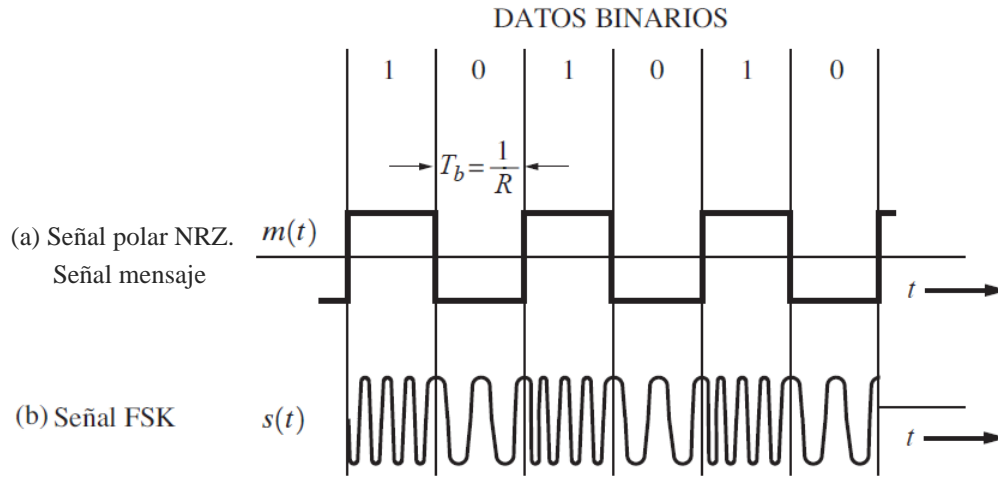 DATOS BINARIOS
1 0 1 0 1 0
T_b = 1/R
(a) Señal polar NRZ. m(t)
Señal mensaje
t
(b) Señal FSK s(t)
t